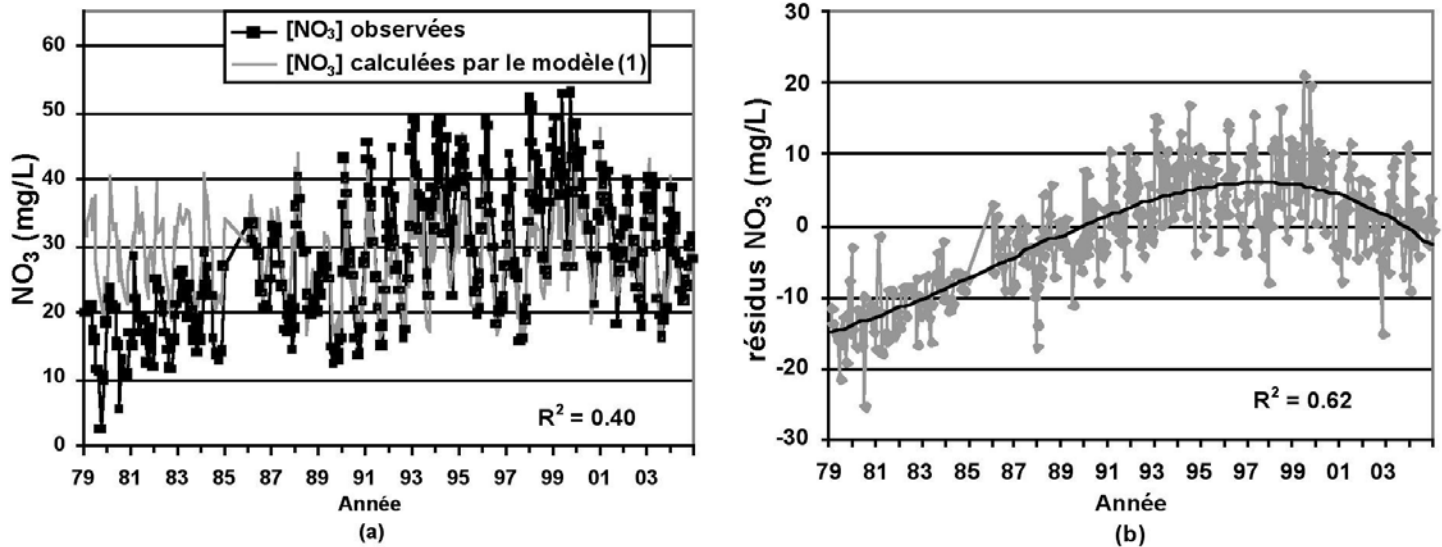 [NO₃] observées
[NO₃] calculées par le modèle (1)
NO₃ (mg/L)
60
50
40
30
20
10
0
R² = 0.40
79 81 83 85 87 89 91 93 95 97 99 01 03
Année
(a)
résidus NO₃ (mg/L)
30
20
10
0
-10
-20
-30
R² = 0.62
79 81 83 85 87 89 91 93 95 97 99 01 03
Année
(b)